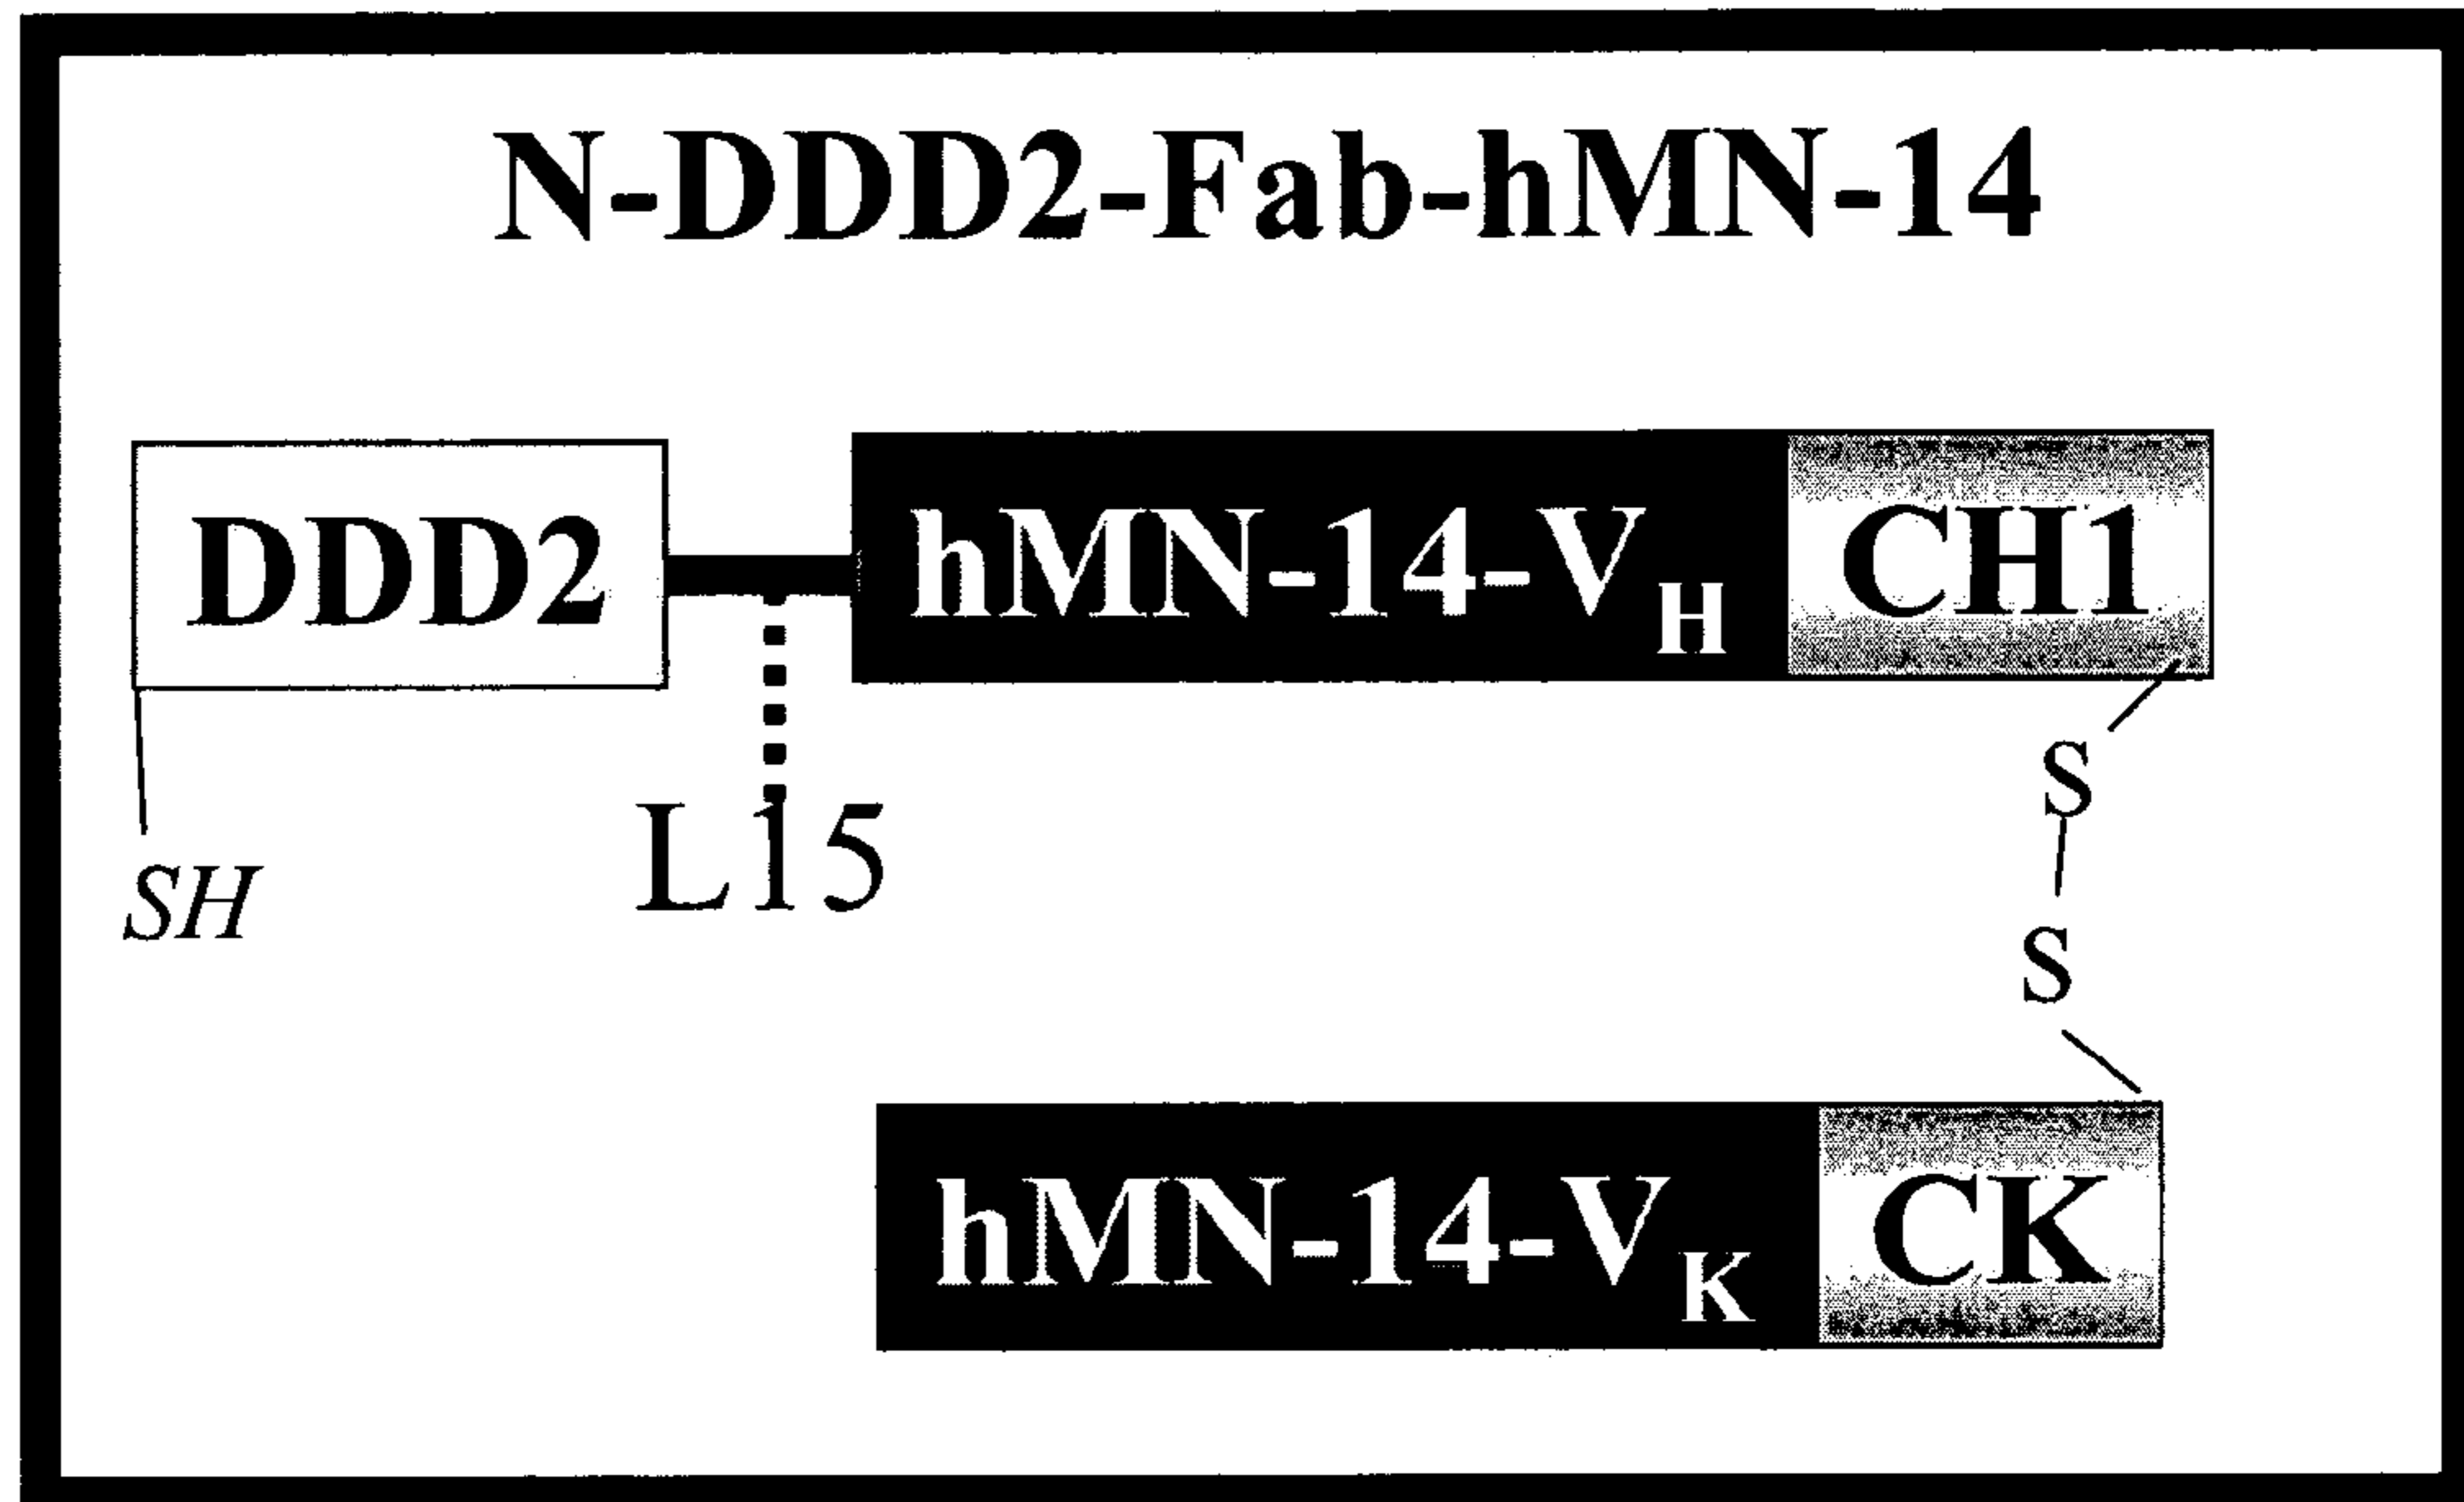 N-DDD2-Fab-hMN-14
DDD2 hMN-14-VH CH1
S
L15
SH
S
hMN-14-VK CK